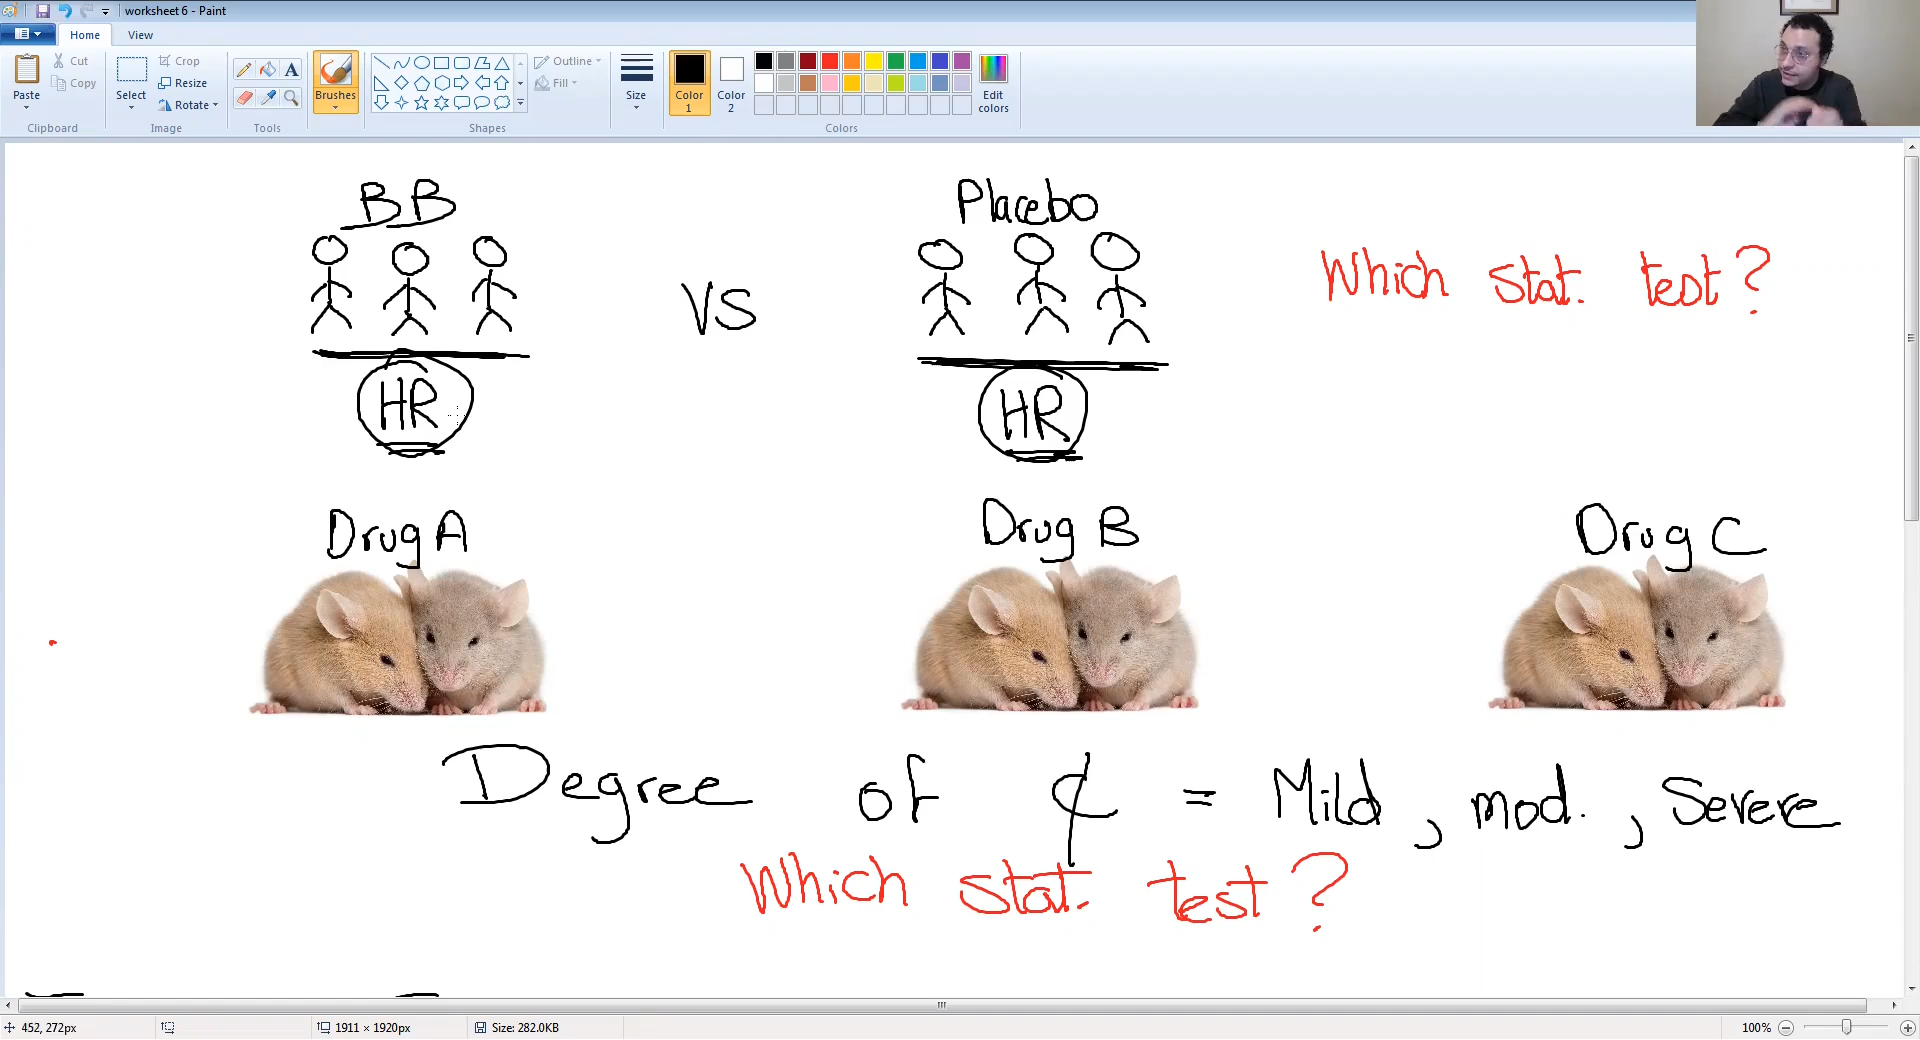 worksheet 6 - Paint
Home View
Paste Cut Copy Select Crop Resize Rotate Brushes Outline Fill Size Color 1 Color 2 Edit colors
Clipboard Image Tools Shapes Colors
BB Placebo
VS
Which stat. test?
HR HR
Drug A Drug B Drug C
Degree of ₵ = Mild, mod., Severe
Which stat. test?
452, 272px 1911 × 1920px Size: 282.0KB 100%